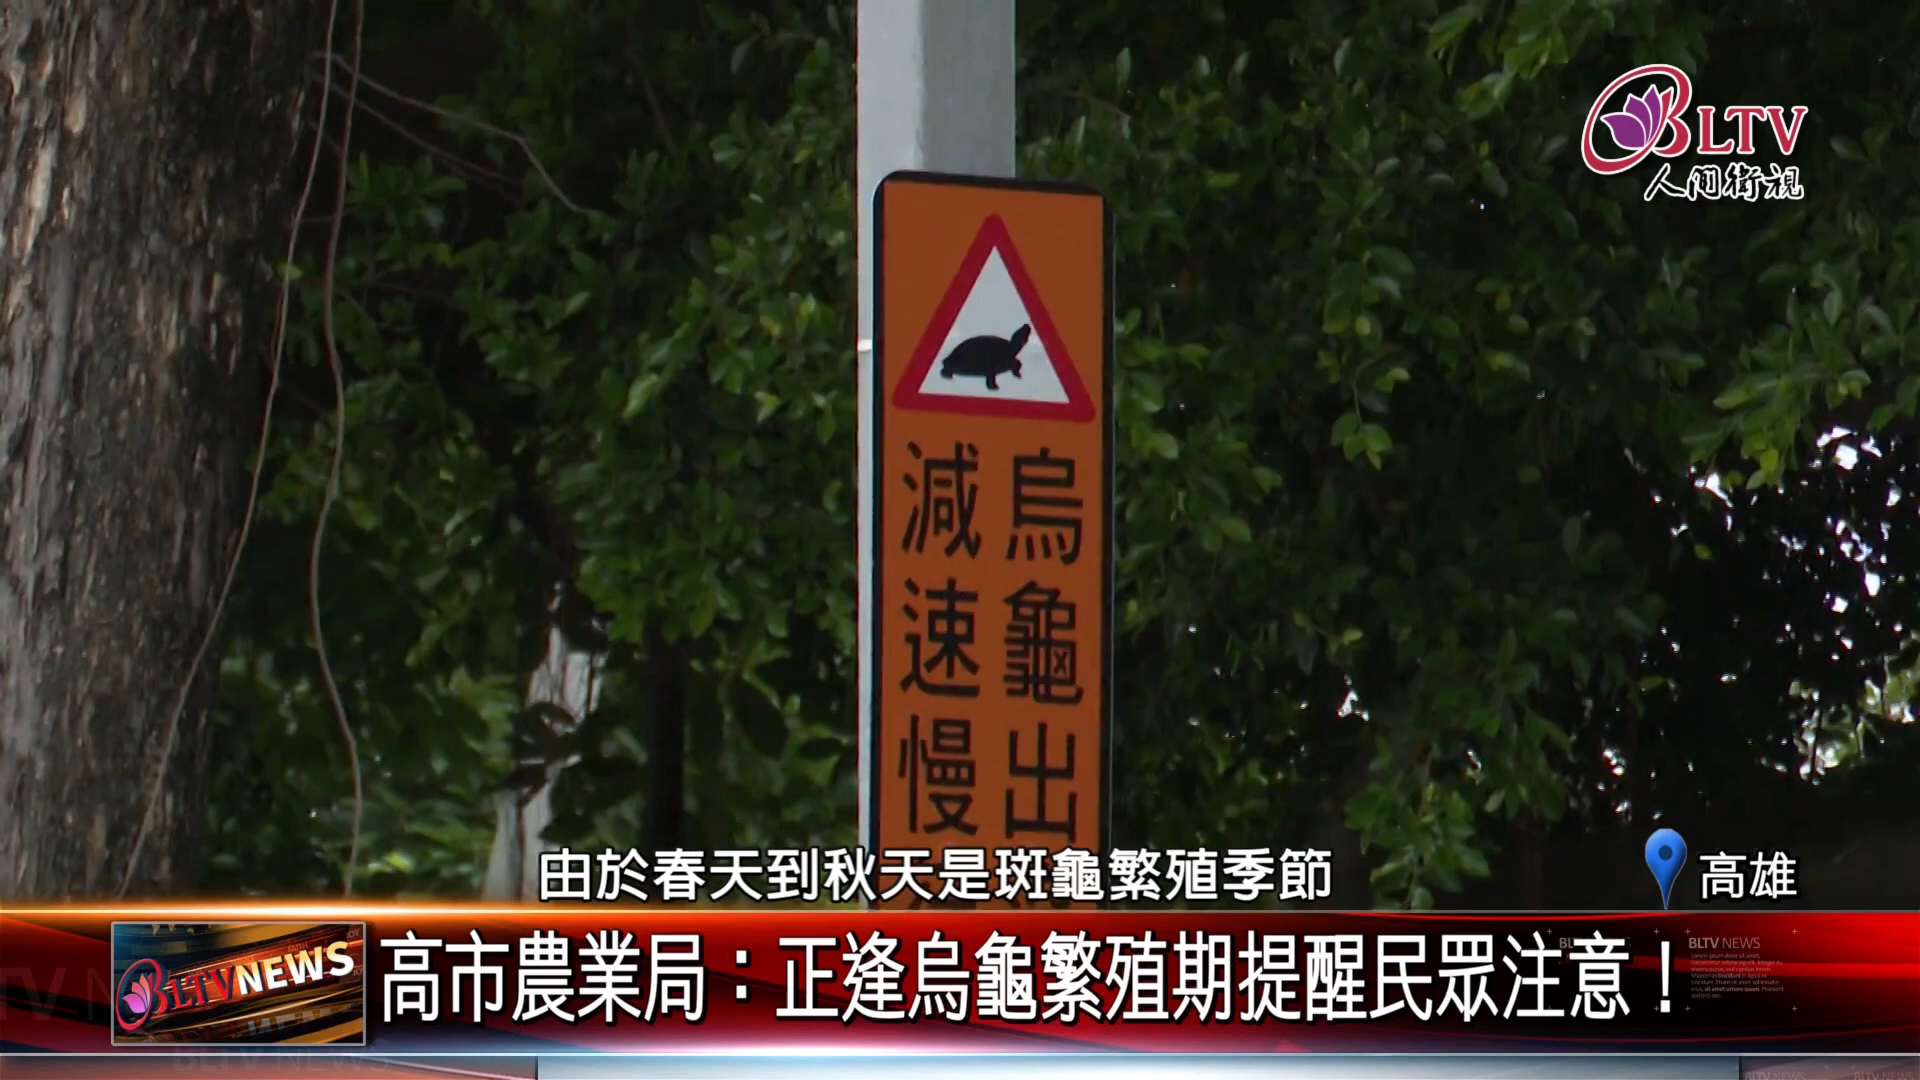 BLTV
人間衛視
烏龜出
減速慢
由於春天到秋天是斑龜繁殖季節
高雄
BLTV NEWS
高市農業局：正逢烏龜繁殖期提醒民眾注意！
BLTV NEWS